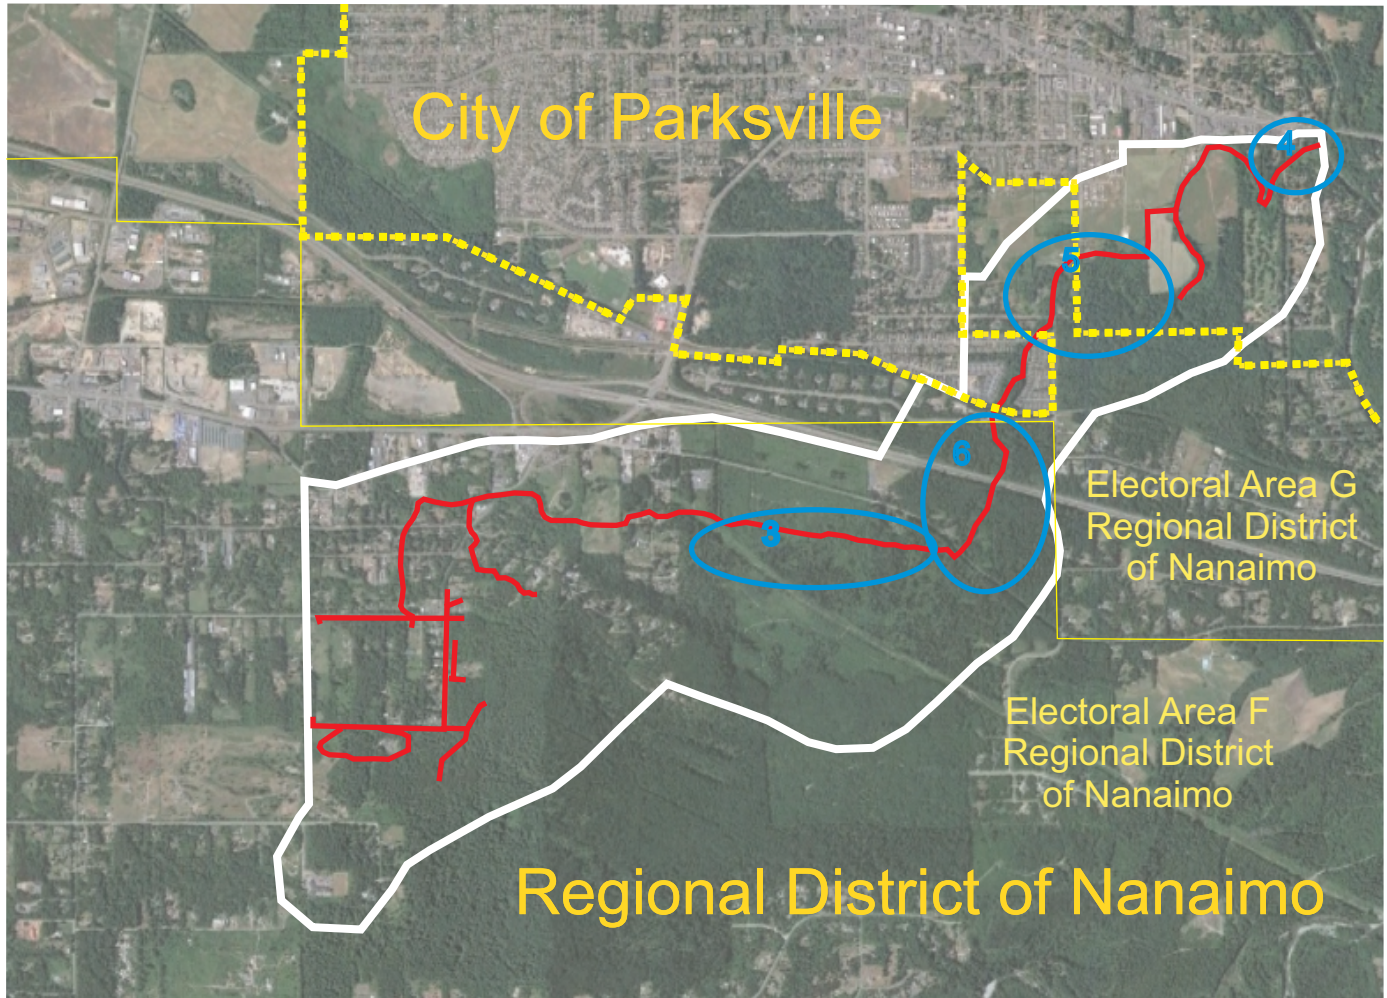 City of Parksville
4
5
6
3
Electoral Area G
Regional District
of Nanaimo
Electoral Area F
Regional District
of Nanaimo
Regional District of Nanaimo